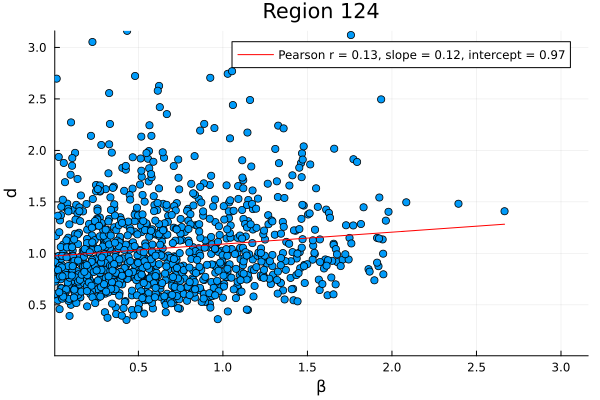 Region 124
Pearson r = 0.13, slope = 0.12, intercept = 0.97
d
3.0
2.5
2.0
1.5
1.0
0.5
0.5 1.0 1.5 2.0 2.5 3.0
β